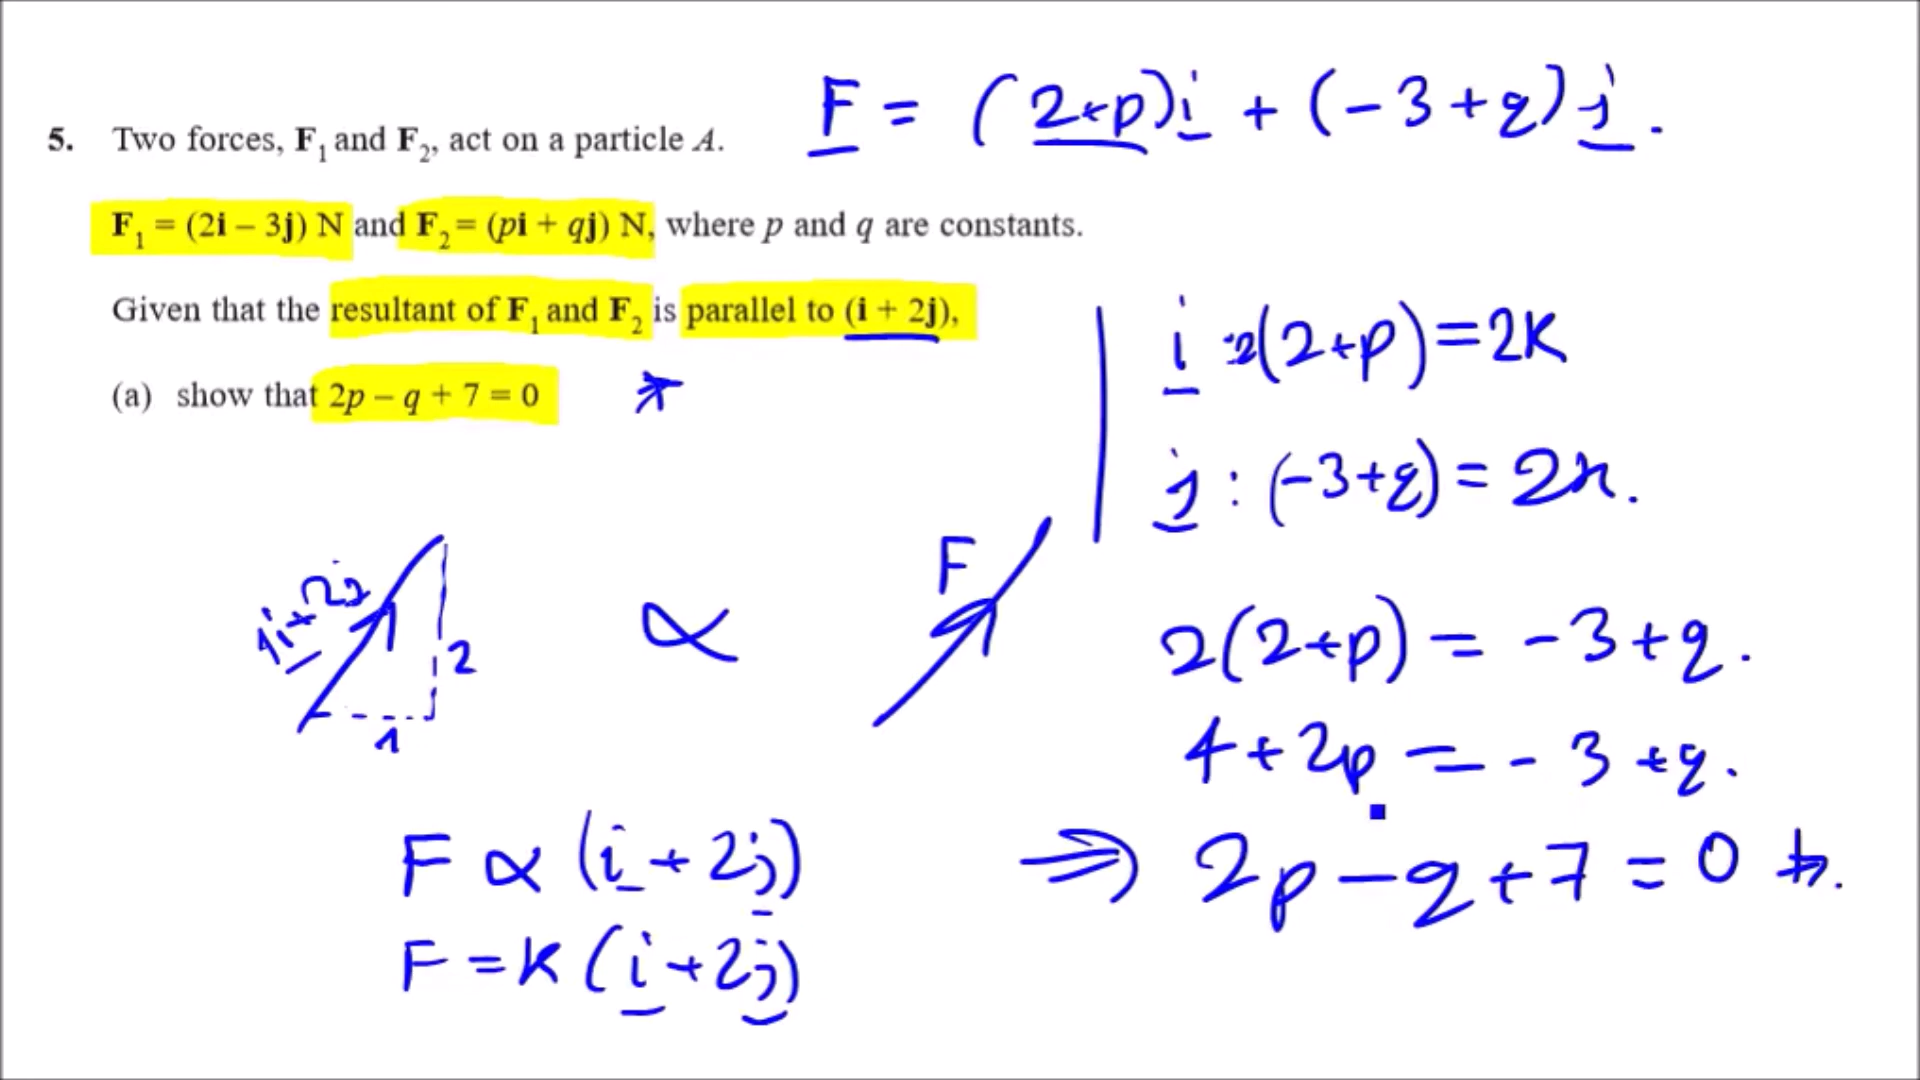 F = (2+p)i + (-3+q)j.
5. Two forces, F₁ and F₂, act on a particle A.
F₁ = (2i – 3j) N and F₂ = (pi + qj) N, where p and q are constants.
Given that the resultant of F₁ and F₂ is parallel to (i + 2j),
(a) show that 2p – q + 7 = 0 *
i :2(2+p)=2K
j : (-3+q) = 2K.
1i+2j
2
1
∝
F
2(2+p) = -3+q.
4+2p = -3+q.
F ∝ (i + 2j)
⇒ 2p - q + 7 = 0
F = K (i + 2j)